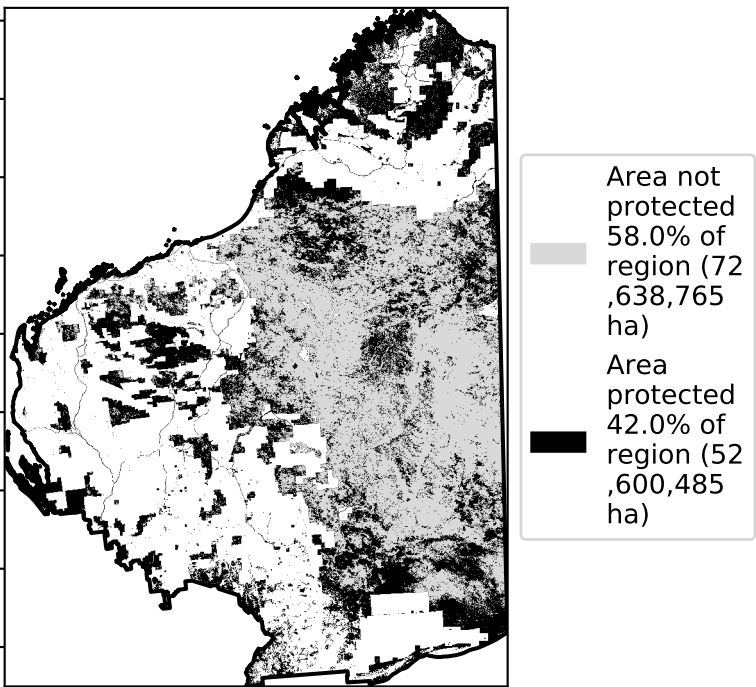 Area not
protected
58.0% of
region (72
,638,765
ha)
Area
protected
42.0% of
region (52
,600,485
ha)